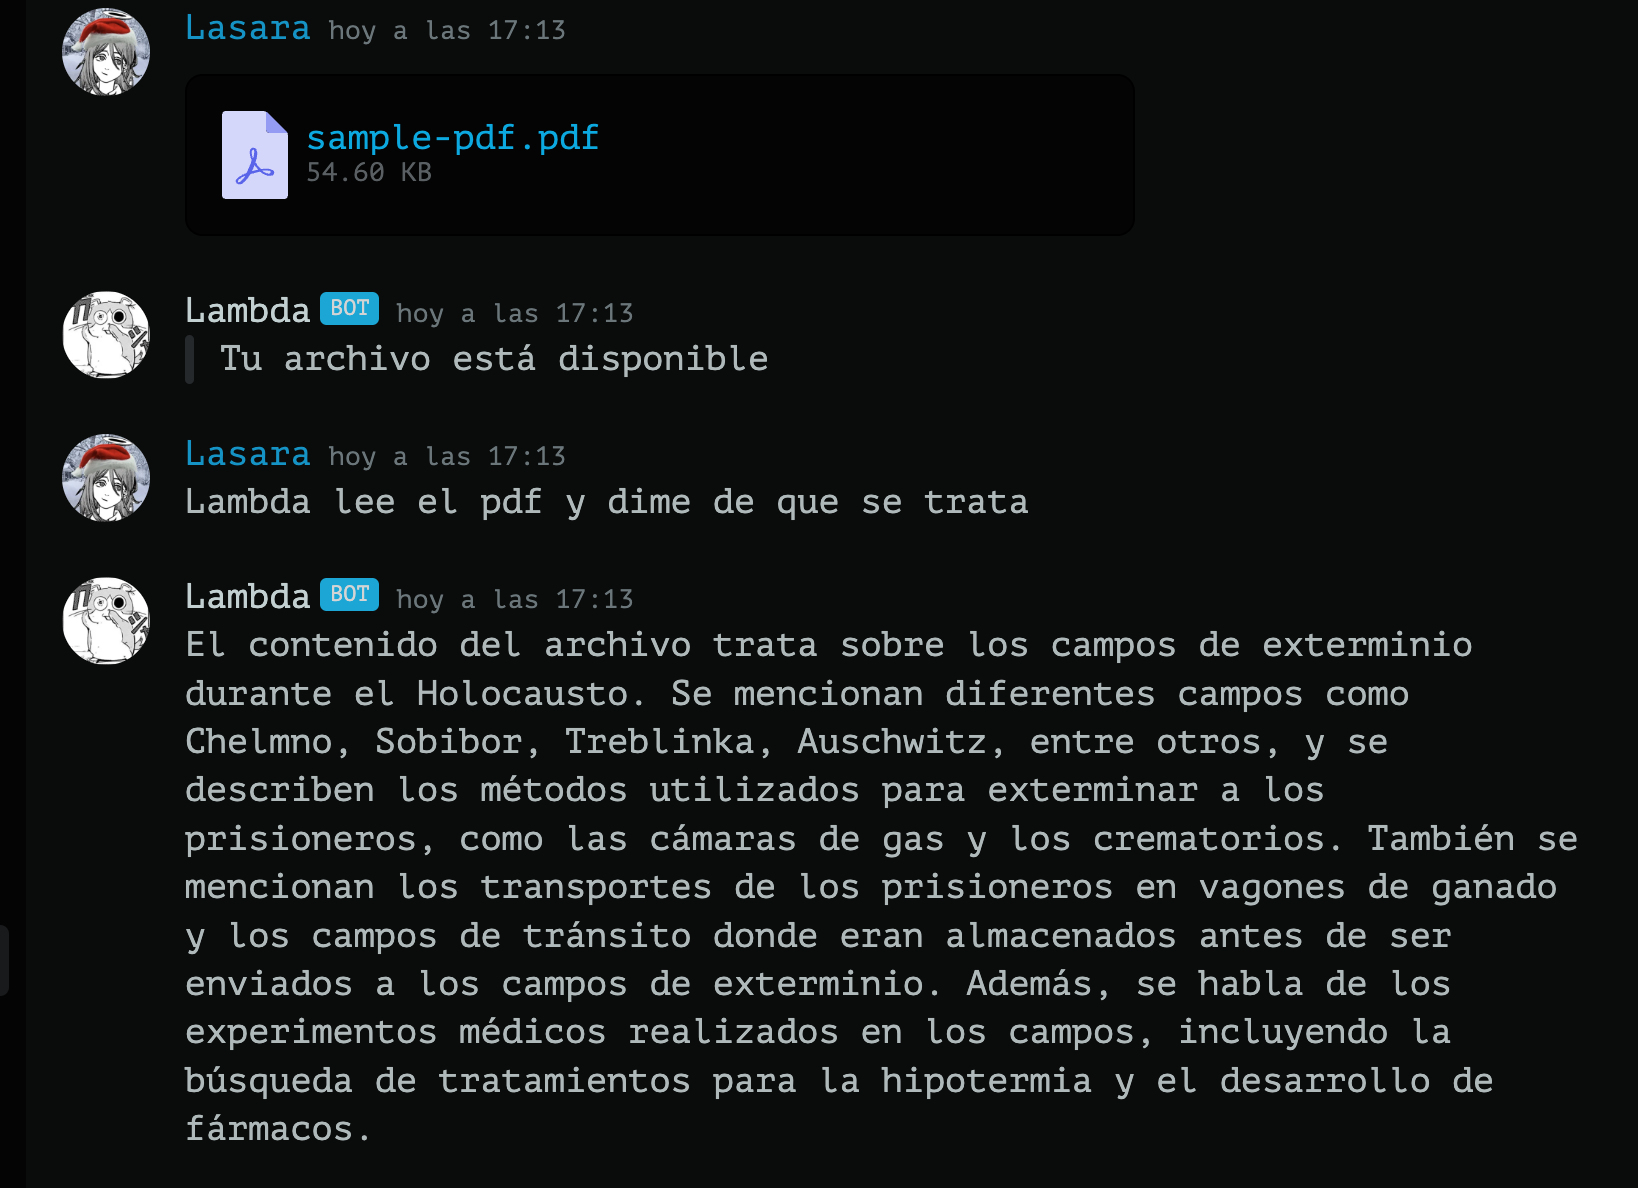 Lasara hoy a las 17:13
sample-pdf.pdf
54.60 KB
Lambda BOT hoy a las 17:13
Tu archivo está disponible
Lasara hoy a las 17:13
Lambda lee el pdf y dime de que se trata
Lambda BOT hoy a las 17:13
El contenido del archivo trata sobre los campos de exterminio
durante el Holocausto. Se mencionan diferentes campos como
Chelmno, Sobibor, Treblinka, Auschwitz, entre otros, y se
describen los métodos utilizados para exterminar a los
prisioneros, como las cámaras de gas y los crematorios. También se
mencionan los transportes de los prisioneros en vagones de ganado
y los campos de tránsito donde eran almacenados antes de ser
enviados a los campos de exterminio. Además, se habla de los
experimentos médicos realizados en los campos, incluyendo la
búsqueda de tratamientos para la hipotermia y el desarrollo de
fármacos.